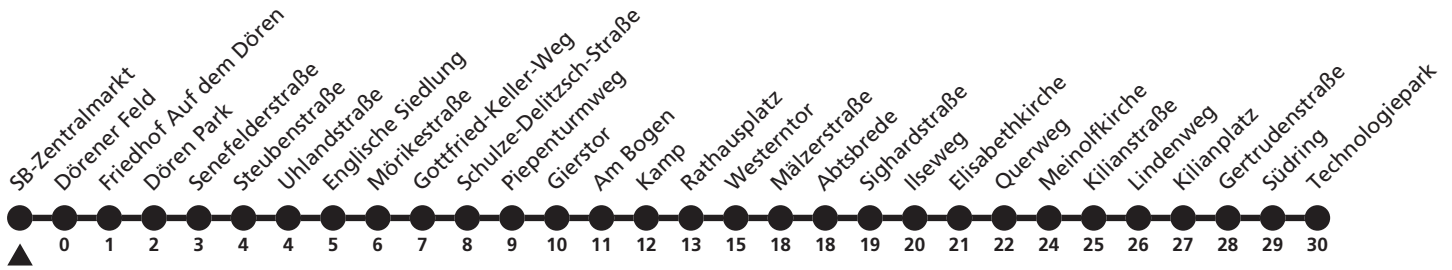 SB-Zentralmarkt
Dörener Feld
Friedhof Auf dem Dören
Dören Park
Senefelderstraße
Steubenstraße
Uhlandstraße
Englische Siedlung
Mörikestraße
Gottfried-Keller-Weg
Schulze-Delitzsch-Straße
Piepenturmweg
Gierstor
Am Bogen
Kamp
Rathausplatz
Westerntor
Mälzerstraße
Abtsbrede
Sighardstraße
Ilseweg
Elisabethkirche
Querweg
Meinolfkirche
Kilianstraße
Lindenweg
Kilianplatz
Gertrudenstraße
Südring
Technologiepark
0 1 2 3 4 4 5 6 7 8 9 10 11 12 13 15 18 18 19 20 21 22 24 25 26 27 28 29 30